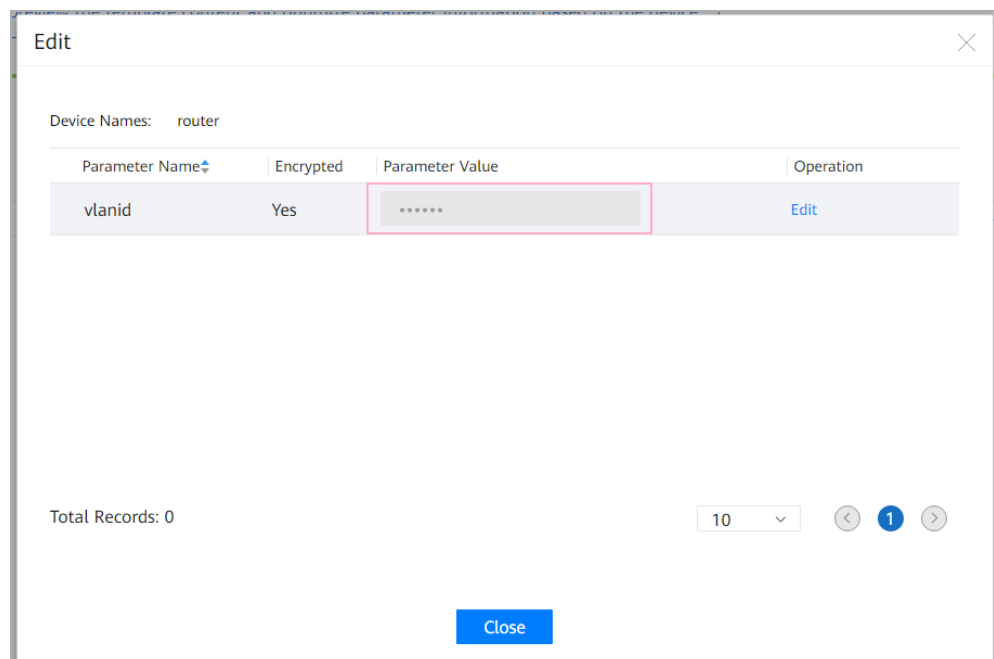 Edit
Device Names: router
Parameter Name Encrypted Parameter Value Operation
vlanid Yes •••••• Edit
Total Records: 0
10 1
Close